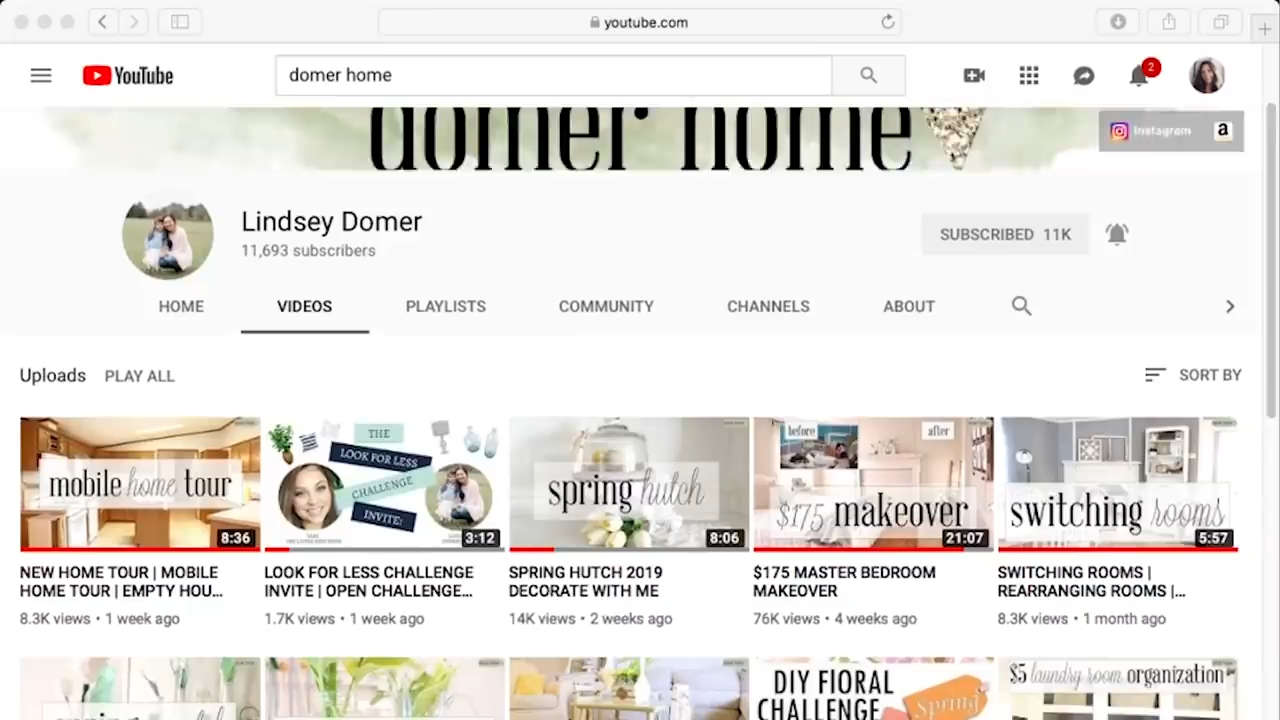 youtube.com
YouTube
domer home
2
domer home
Instagram
a
Lindsey Domer
11,693 subscribers
SUBSCRIBED 11K
HOME
VIDEOS
PLAYLISTS
COMMUNITY
CHANNELS
ABOUT
Uploads
PLAY ALL
SORT BY
mobile home tour
8:36
THE
LOOK FOR LESS
CHALLENGE
INVITE!
3:12
spring hutch
8:06
before
after
$175 makeover
21:07
switching rooms
5:57
NEW HOME TOUR | MOBILE
HOME TOUR | EMPTY HOU...
8.3K views • 1 week ago
LOOK FOR LESS CHALLENGE
INVITE | OPEN CHALLENGE...
1.7K views • 1 week ago
SPRING HUTCH 2019
DECORATE WITH ME
14K views • 2 weeks ago
$175 MASTER BEDROOM
MAKEOVER
76K views • 4 weeks ago
SWITCHING ROOMS |
REARRANGING ROOMS |...
8.3K views • 1 month ago
DIY FLORAL
CHALLENGE
Spring
$5 laundry room organization